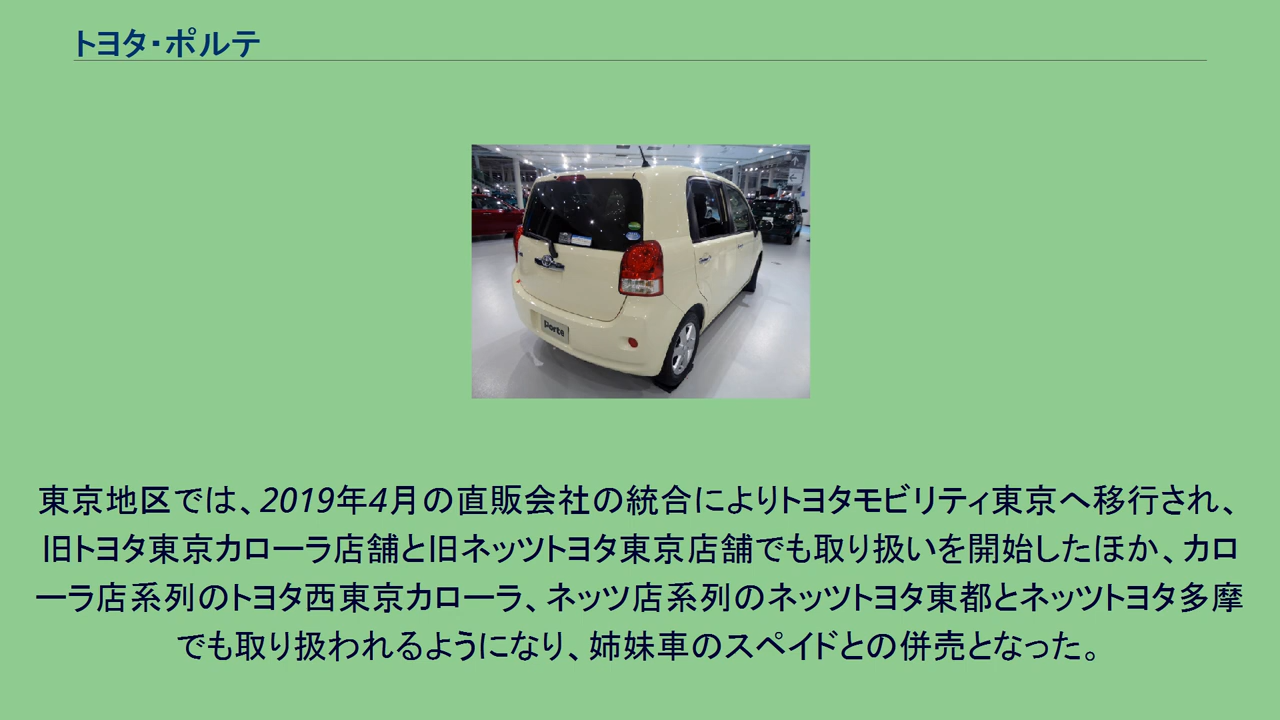 トヨタ・ポルテ
Porte
東京地区では、2019年4月の直販会社の統合によりトヨタモビリティ東京へ移行され、
旧トヨタ東京カローラ店舗と旧ネッツトヨタ東京店舗でも取り扱いを開始したほか、カロ
ーラ店系列のトヨタ西東京カローラ、ネッツ店系列のネッツトヨタ東都とネッツトヨタ多摩
でも取り扱われるようになり、姉妹車のスペイドとの併売となった。